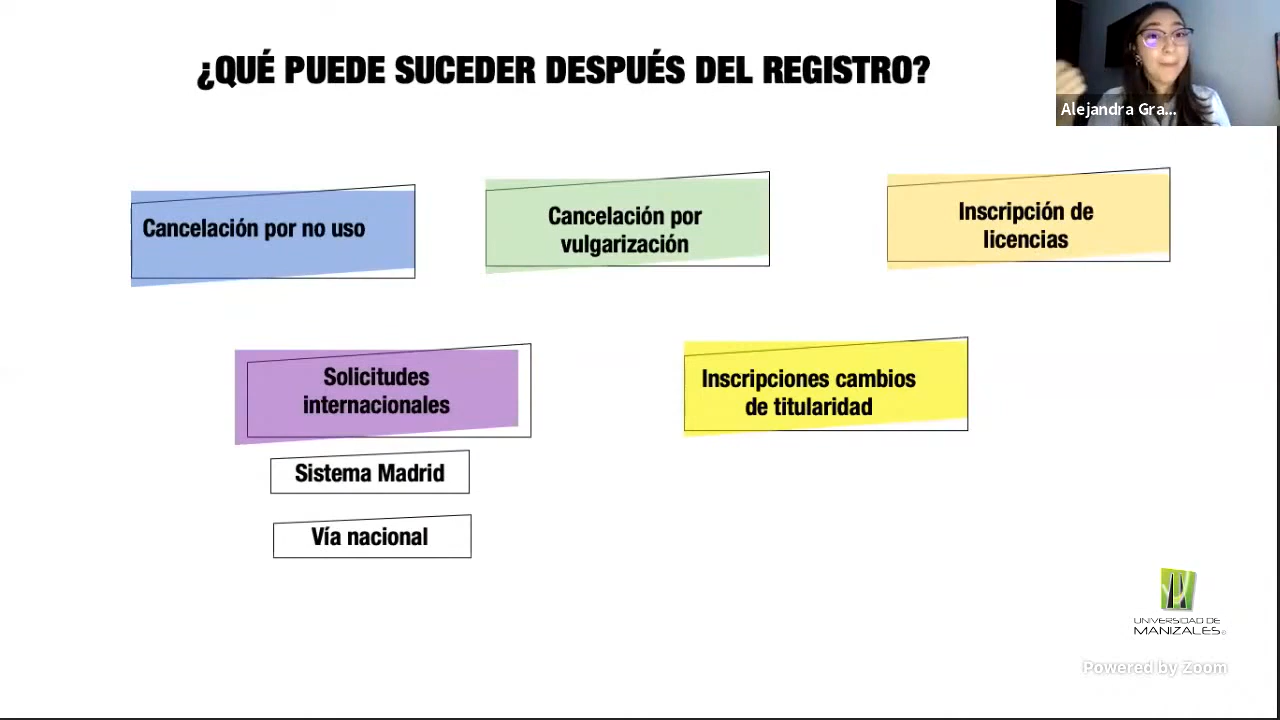 ¿QUÉ PUEDE SUCEDER DESPUÉS DEL REGISTRO?
Alejandra Gra...
Cancelación por no uso
Cancelación por
vulgarización
Inscripción de
licencias
Solicitudes
internacionales
Inscripciones cambios
de titularidad
Sistema Madrid
Vía nacional
UNIVERSIDAD DE
MANIZALES
Powered by Zoom